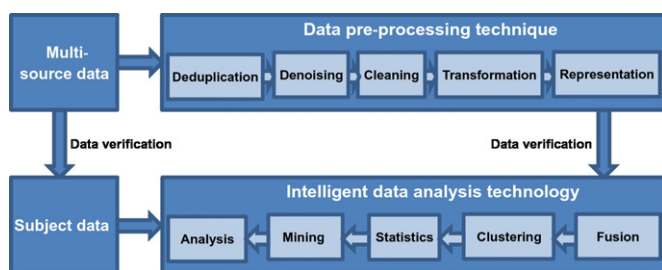 Multi-
source data
Data pre-processing technique
Deduplication
Denoising
Cleaning
Transformation
Representation
Data verification
Data verification
Subject data
Intelligent data analysis technology
Analysis
Mining
Statistics
Clustering
Fusion